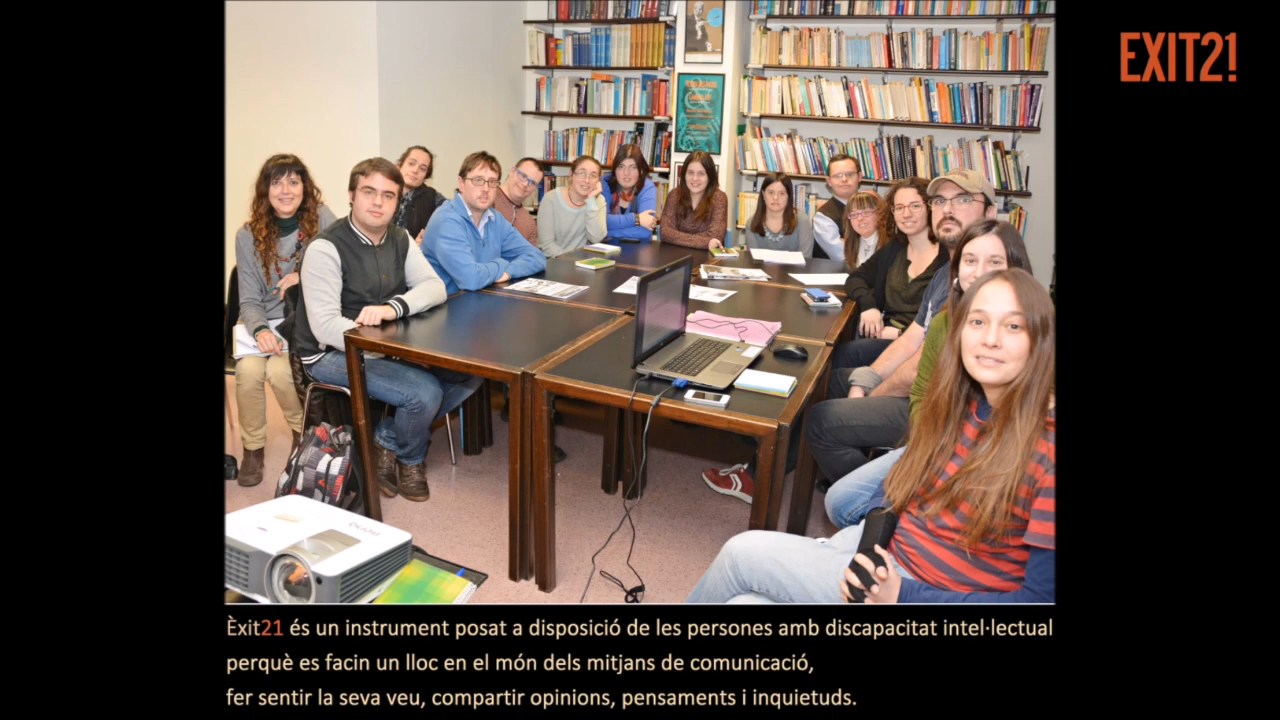 EXIT21
Èxit21 és un instrument posat a disposició de les persones amb discapacitat intel·lectual
perquè es facin un lloc en el món dels mitjans de comunicació,
fer sentir la seva veu, compartir opinions, pensaments i inquietuds.